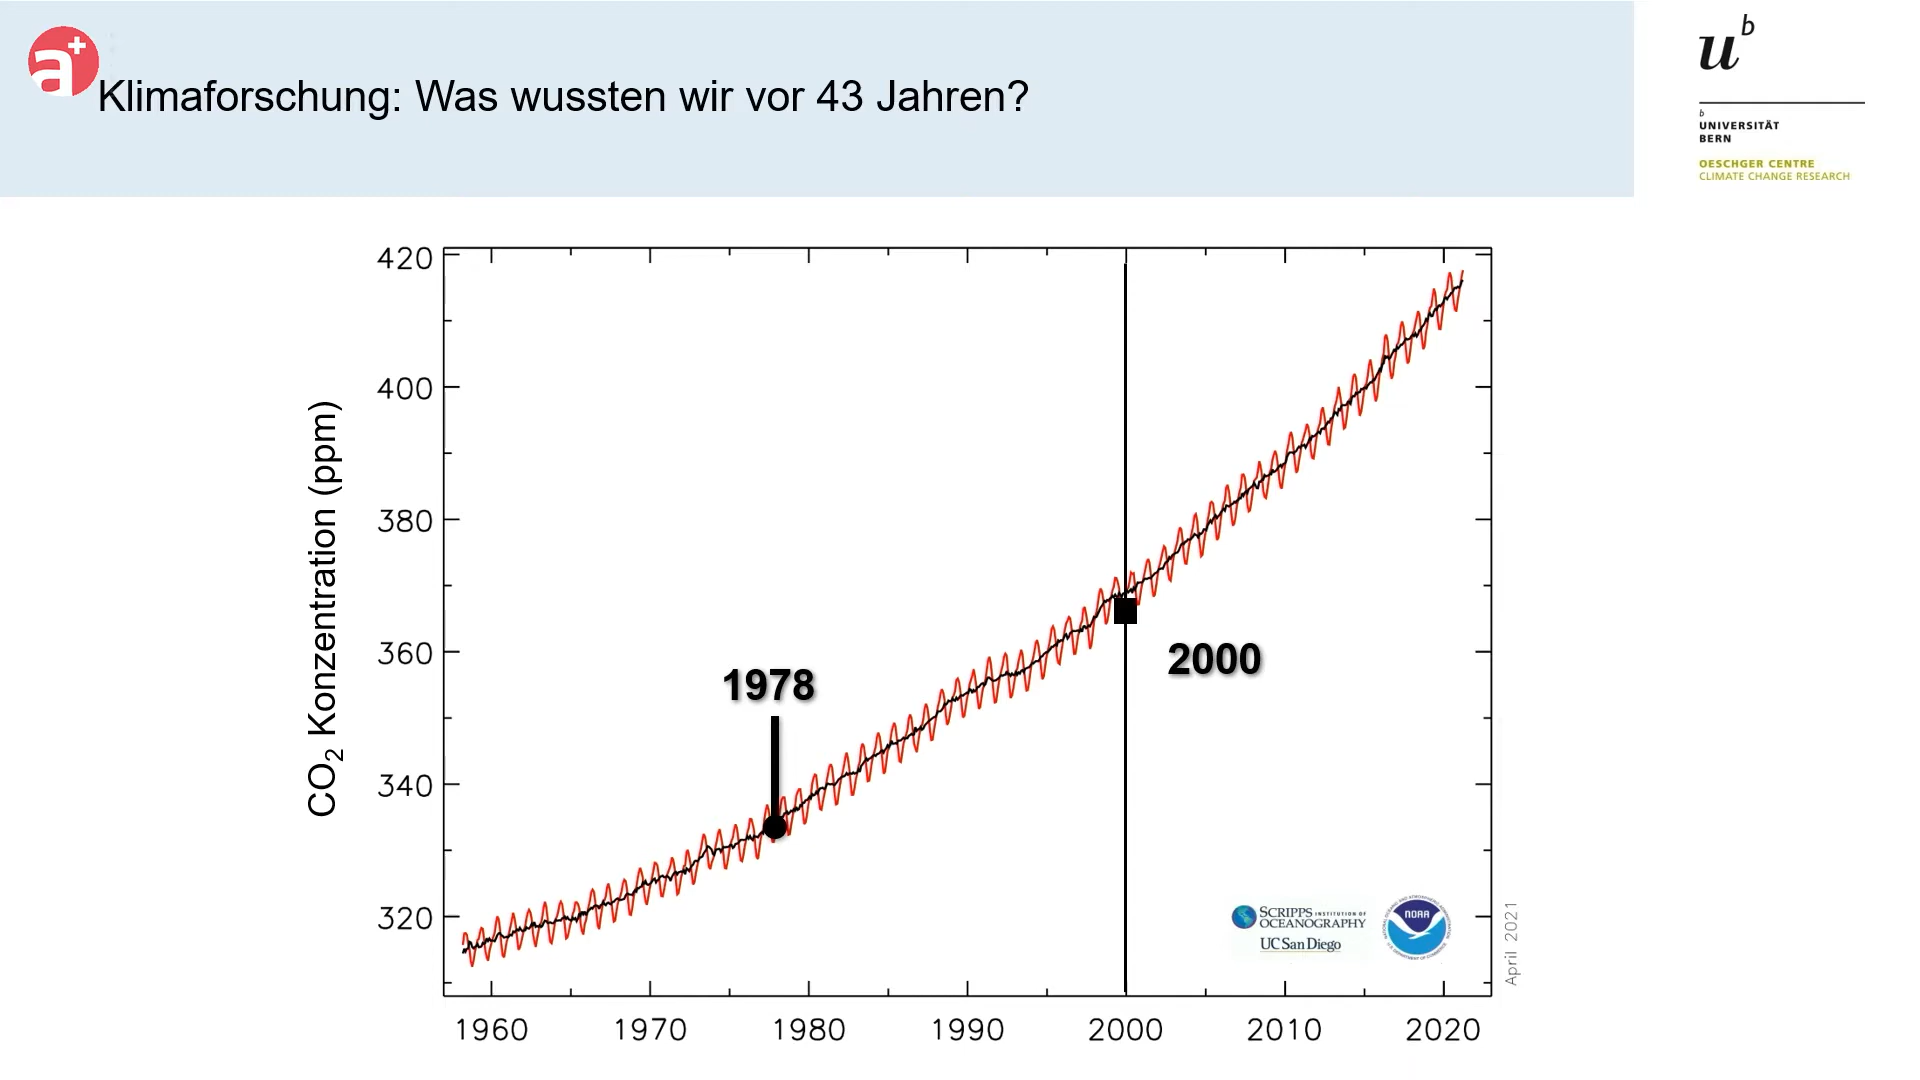 a+
Klimaforschung: Was wussten wir vor 43 Jahren?
u^b
b
UNIVERSITÄT
BERN
OESCHGER CENTRE
CLIMATE CHANGE RESEARCH
CO₂ Konzentration (ppm)
420
400
380
360
340
320
1978
2000
SCRIPPS INSTITUTION OF
OCEANOGRAPHY
UC San Diego
NOAA
April 2021
1960 1970 1980 1990 2000 2010 2020